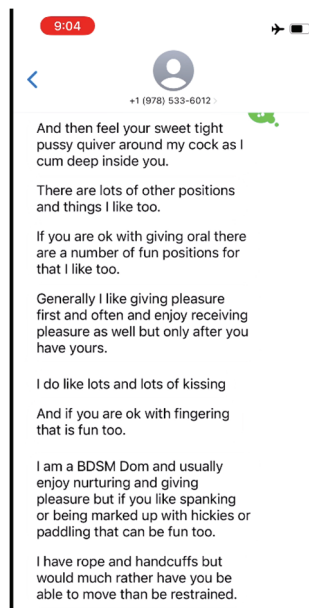 9:04
+1 (978) 533-6012
And then feel your sweet tight
pussy quiver around my cock as I
cum deep inside you.
There are lots of other positions
and things I like too.
If you are ok with giving oral there
are a number of fun positions for
that I like too.
Generally I like giving pleasure
first and often and enjoy receiving
pleasure as well but only after you
have yours.
I do like lots and lots of kissing
And if you are ok with fingering
that is fun too.
I am a BDSM Dom and usually
enjoy nurturing and giving
pleasure but if you like spanking
or being marked up with hickies or
paddling that can be fun too.
I have rope and handcuffs but
would much rather have you be
able to move than be restrained.